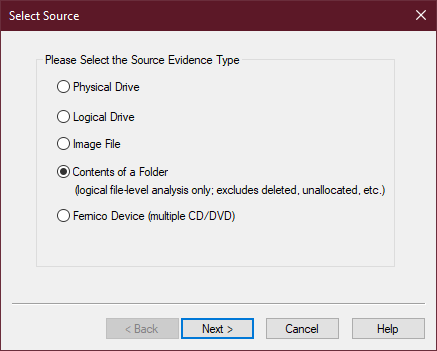 Select Source
Please Select the Source Evidence Type
Physical Drive
Logical Drive
Image File
Contents of a Folder
(logical file-level analysis only; excludes deleted, unallocated, etc.)
Fernico Device (multiple CD/DVD)
< Back
Next >
Cancel
Help